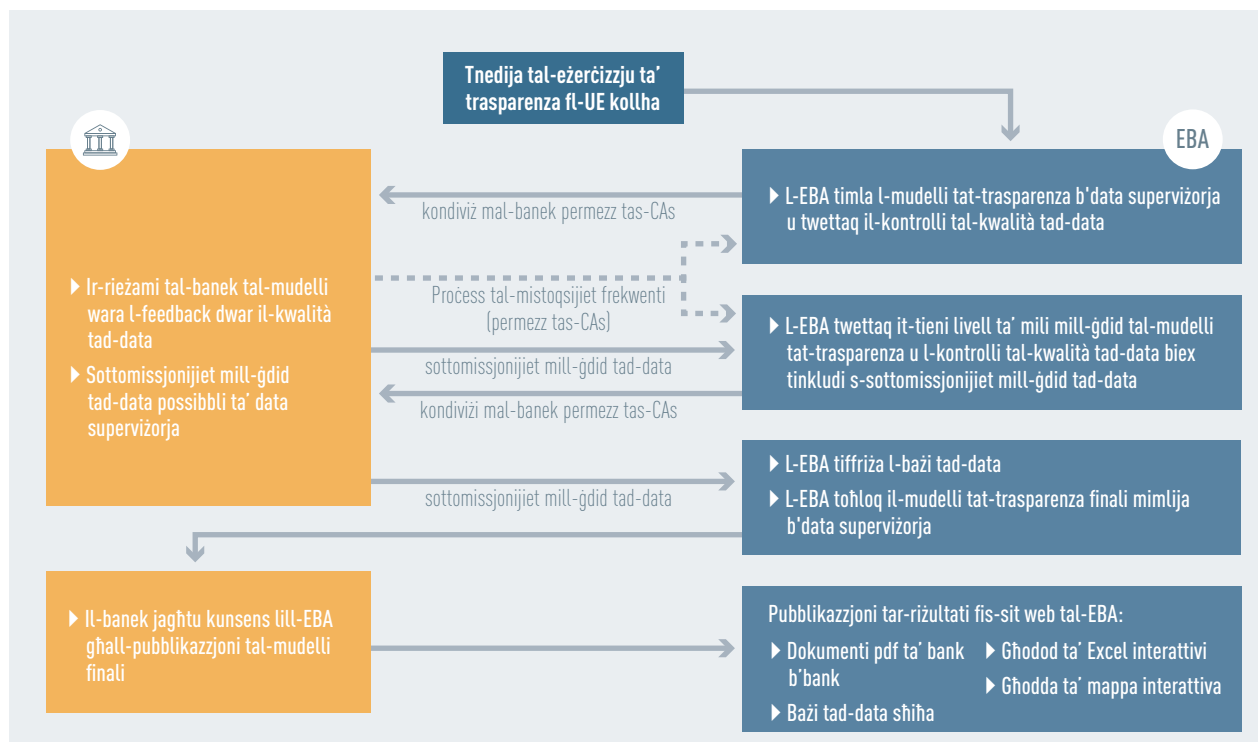 Tnedija tal-eżerċizzju ta’
trasparenza fl-UE kollha
EBA
▶ L-EBA timla l-mudelli tat-trasparenza b'data superviżorja
u twettaq il-kontrolli tal-kwalità tad-data
kondiviż mal-banek permezz tas-CAs
▶ Ir-rieżami tal-banek tal-mudelli
wara l-feedback dwar il-kwalità
tad-data
▶ Sottomissjonijiet mill-ġdid
tad-data possibbli ta’ data
superviżorja
Proċess tal-mistoqsijiet frekwenti
(permezz tas-CAs)
▶ L-EBA twettaq it-tieni livell ta’ mili mill-ġdid tal-mudelli
tat-trasparenza u l-kontrolli tal-kwalità tad-data biex
tinkludi s-sottomissjonijiet mill-ġdid tad-data
sottomissjonijiet mill-ġdid tad-data
kondiviżi mal-banek permezz tas-CAs
▶ L-EBA tiffriża l-bażi tad-data
▶ L-EBA toħloq il-mudelli tat-trasparenza finali mimlija
b'data superviżorja
sottomissjonijiet mill-ġdid tad-data
▶ Il-banek jagħtu kunsens lill-EBA
għall-pubblikazzjoni tal-mudelli
finali
Pubblikazzjoni tar-riżultati fis-sit web tal-EBA:
▶ Dokumenti pdf ta’ bank
b’bank
▶ Bażi tad-data sħiħa
▶ Għodod ta’ Excel interattivi
▶ Għodda ta’ mappa interattiva